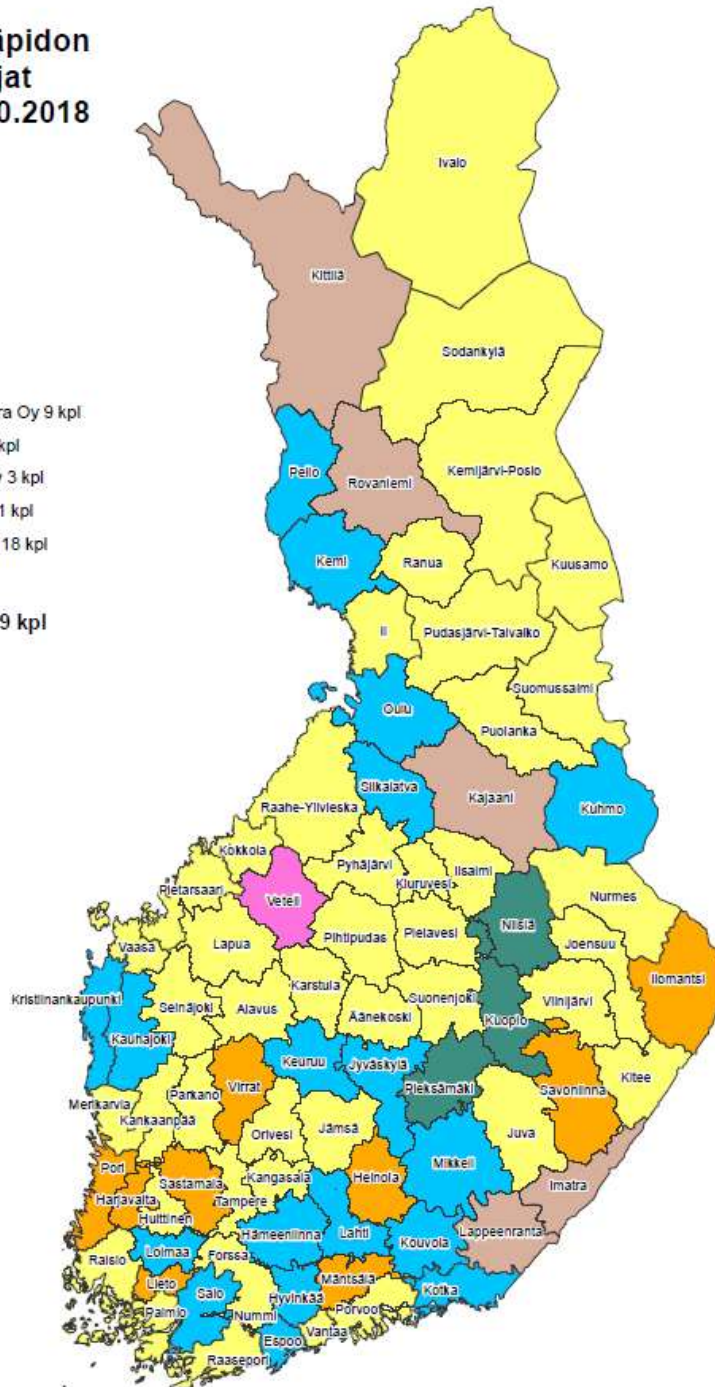 äpidon
jat
0.2018
ra Oy 9 kpl
kpl
y 3 kpl
1 kpl
18 kpl
9 kpl
Ivalo
Kittilä
Sodankylä
Pello
Rovaniemi
Kemijärvi-Posio
Kemi
Ranua
Kuusamo
Ii
Pudasjärvi-Taivalko
Suomussalmi
Oulu
Puolanka
Siikalatva
Kajaani
Kuhmo
Raahe-Ylivieska
Kokkola
Pyhäjärvi
Kiuruvesi
Iisalmi
Nurmes
Pietarsaari
Veteli
Nilsiä
Vaasa
Lapua
Pihtipudas
Pielavesi
Joensuu
Ilomantsi
Kristiinankaupunki
Seinäjoki
Alavus
Karstula
Äänekoski
Suonenjoki
Kuopio
Viinijärvi
Kauhajoki
Keuruu
Jyväskylä
Pieksämäki
Savonlinna
Kitee
Merikarvia
Parkano
Virrat
Kankaanpää
Orivesi
Jämsä
Juva
Mikkeli
Pori
Sastamala
Kangasala
Heinola
Imatra
Harjavalta
Huittinen
Tampere
Lappeenranta
Raisio
Loimaa
Forssa
Hämeenlinna
Lahti
Kouvola
Lieto
Salo
Hyvinkää
Mäntsälä
Kotka
Paimio
Nummi
Porvoo
Espoo
Vantaa
Raasepori